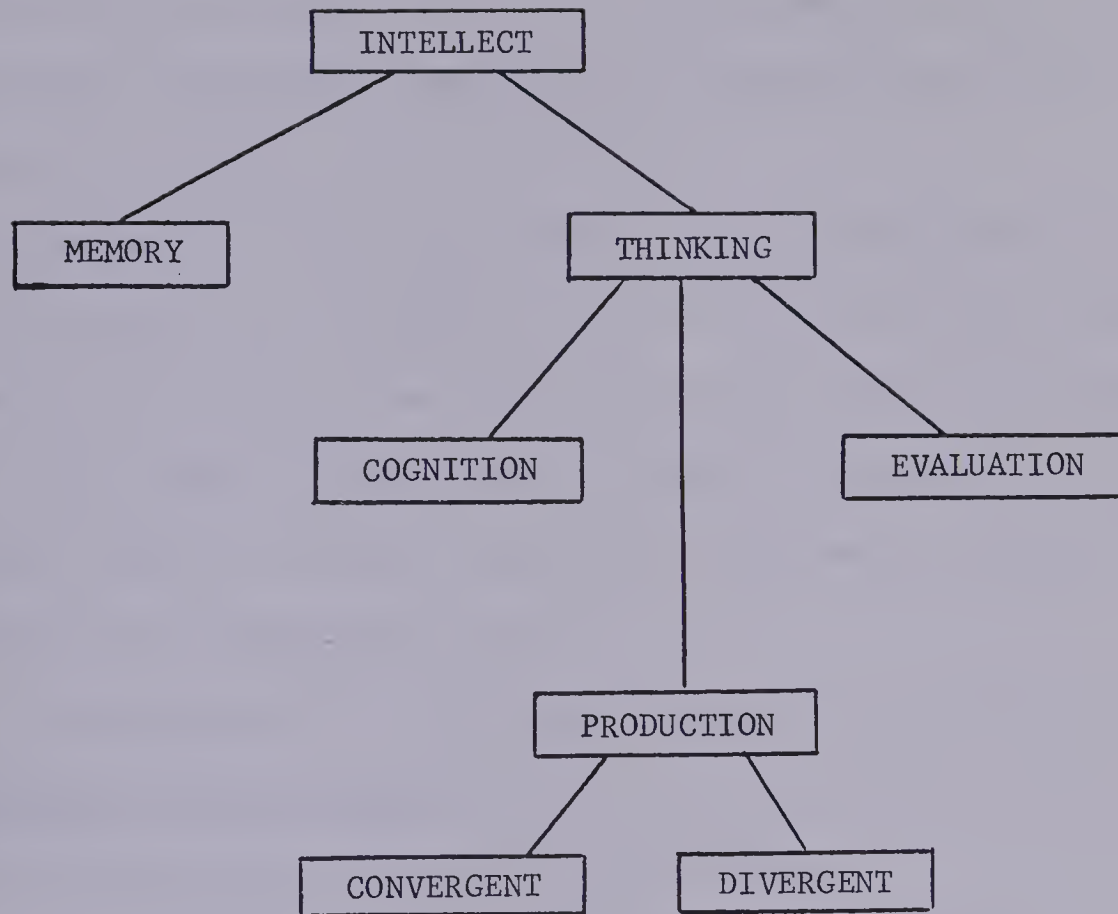 INTELLECT
MEMORY
THINKING
COGNITION
EVALUATION
PRODUCTION
CONVERGENT
DIVERGENT